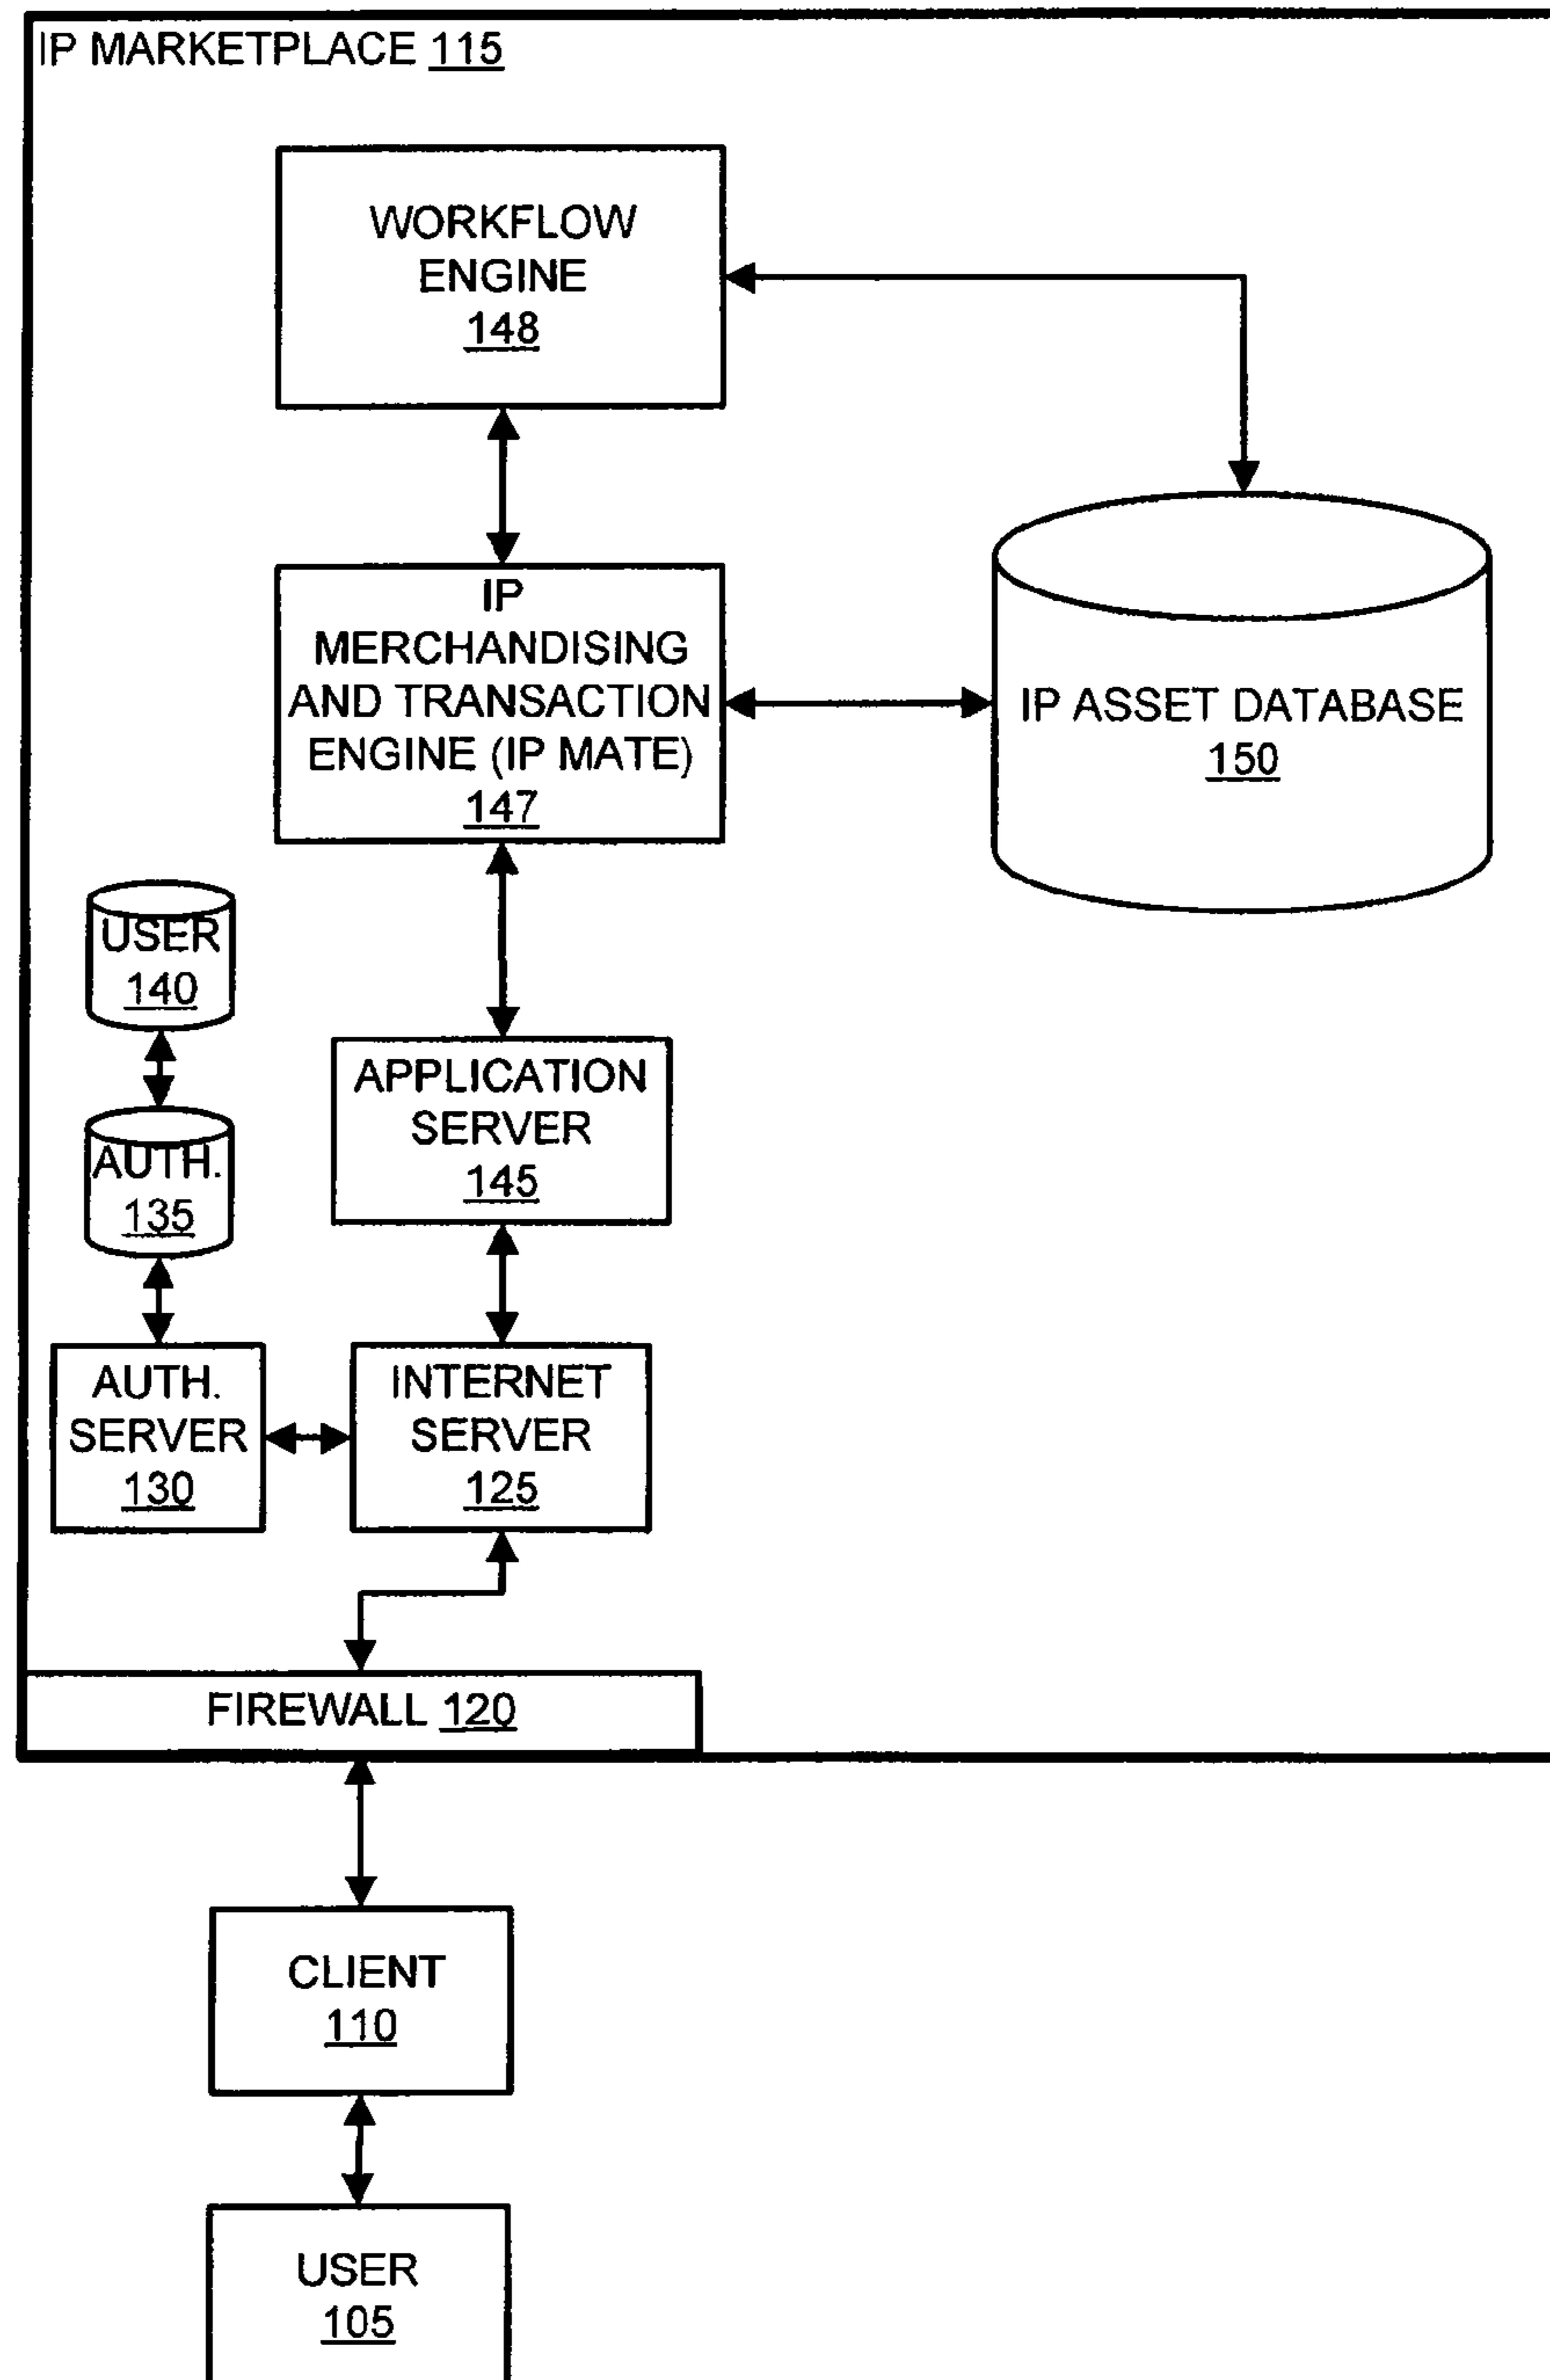 IP MARKETPLACE 115
WORKFLOW
ENGINE
148
IP
MERCHANDISING
AND TRANSACTION
ENGINE (IP MATE)
147
IP ASSET DATABASE
150
USER
140
AUTH.
135
APPLICATION
SERVER
145
AUTH.
SERVER
130
INTERNET
SERVER
125
FIREWALL 120
CLIENT
110
USER
105